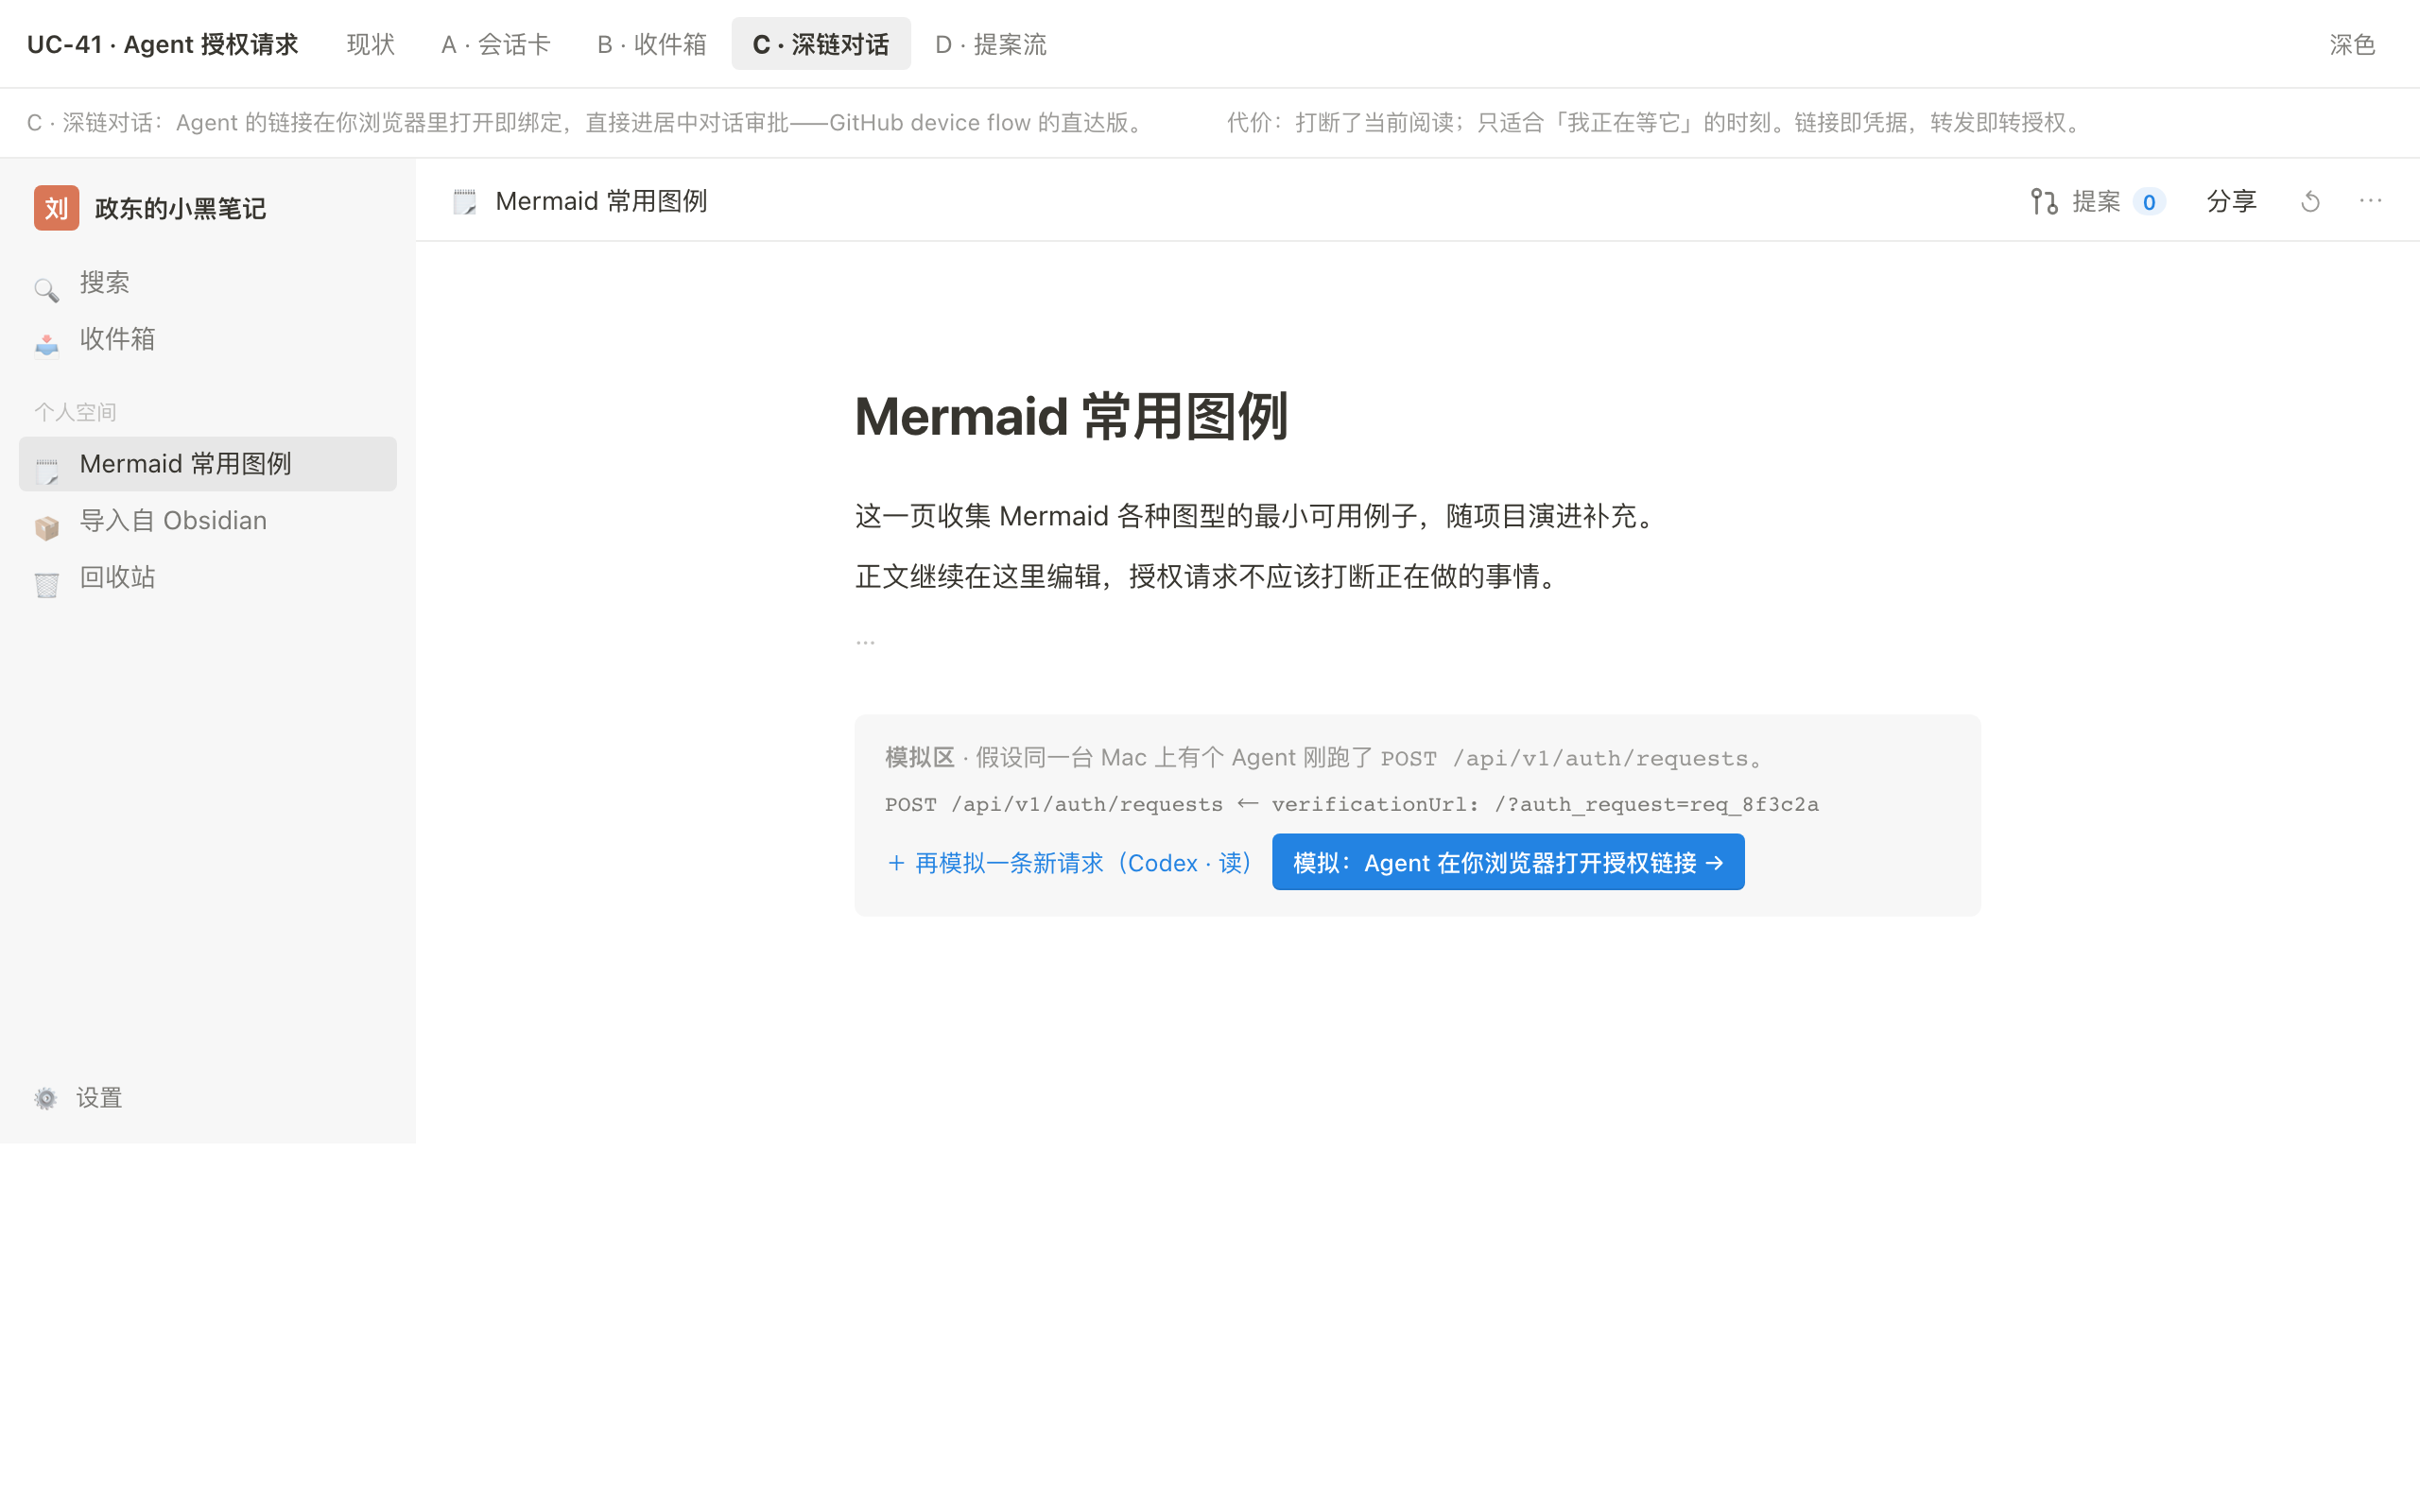 UC-41 · Agent 授权请求 现状 A · 会话卡 B · 收件箱 C · 深链对话 D · 提案流 深色
C · 深链对话：Agent 的链接在你浏览器里打开即绑定，直接进居中对话审批——GitHub device flow 的直达版。 代价：打断了当前阅读；只适合「我正在等它」的时刻。链接即凭据，转发即转授权。
刘 政东的小黑笔记
搜索
收件箱
个人空间
Mermaid 常用图例
导入自 Obsidian
回收站
设置
Mermaid 常用图例 提案 0 分享 ···
Mermaid 常用图例
这一页收集 Mermaid 各种图型的最小可用例子，随项目演进补充。
正文继续在这里编辑，授权请求不应该打断正在做的事情。
…
模拟区 · 假设同一台 Mac 上有个 Agent 刚跑了 POST /api/v1/auth/requests。
POST /api/v1/auth/requests ← verificationUrl: /?auth_request=req_8f3c2a
＋ 再模拟一条新请求（Codex · 读） 模拟：Agent 在你浏览器打开授权链接 →